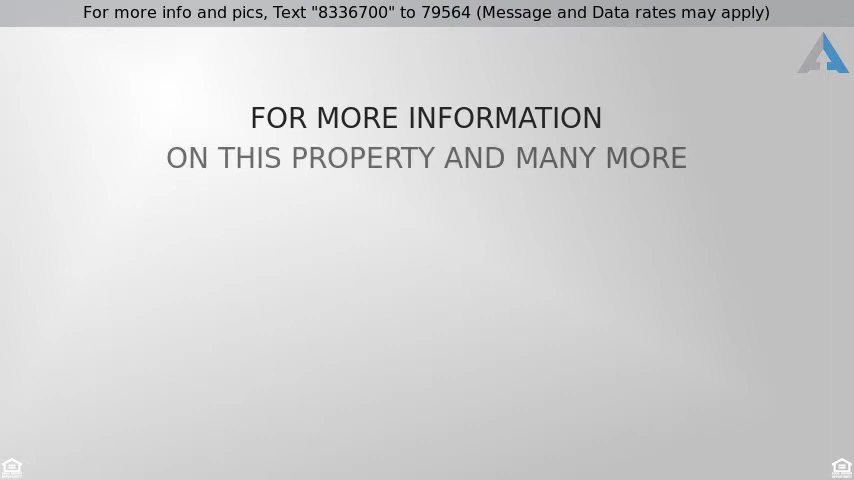 For more info and pics, Text "8336700" to 79564 (Message and Data rates may apply)
FOR MORE INFORMATION
ON THIS PROPERTY AND MANY MORE